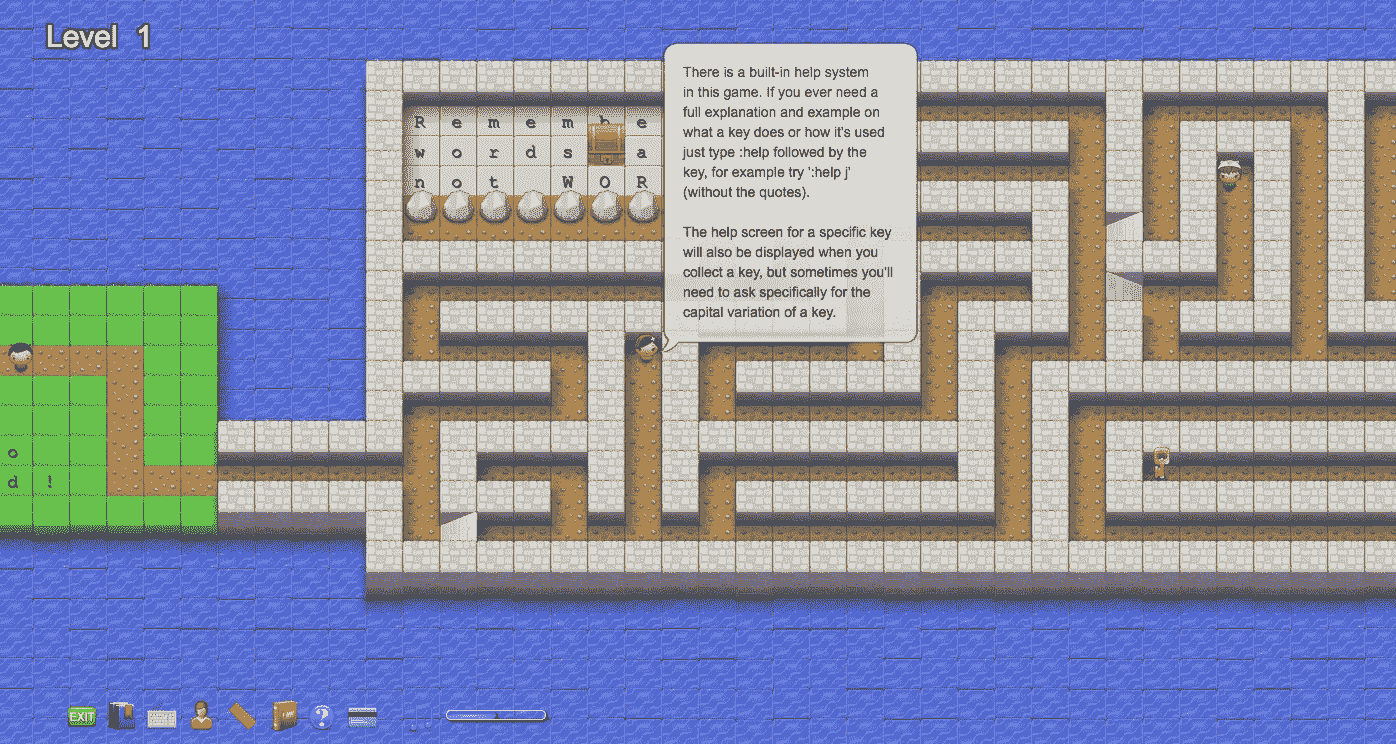 Level 1
There is a built-in help system
in this game. If you ever need a
full explanation and example on
what a key does or how it's used
just type :help followed by the
key, for example try ':help j'
(without the quotes).
The help screen for a specific key
will also be displayed when you
collect a key, but sometimes you'll
need to ask specifically for the
capital variation of a key.
R e m e m b e
w o r d s a
n o t W O R
o
d !
EXIT